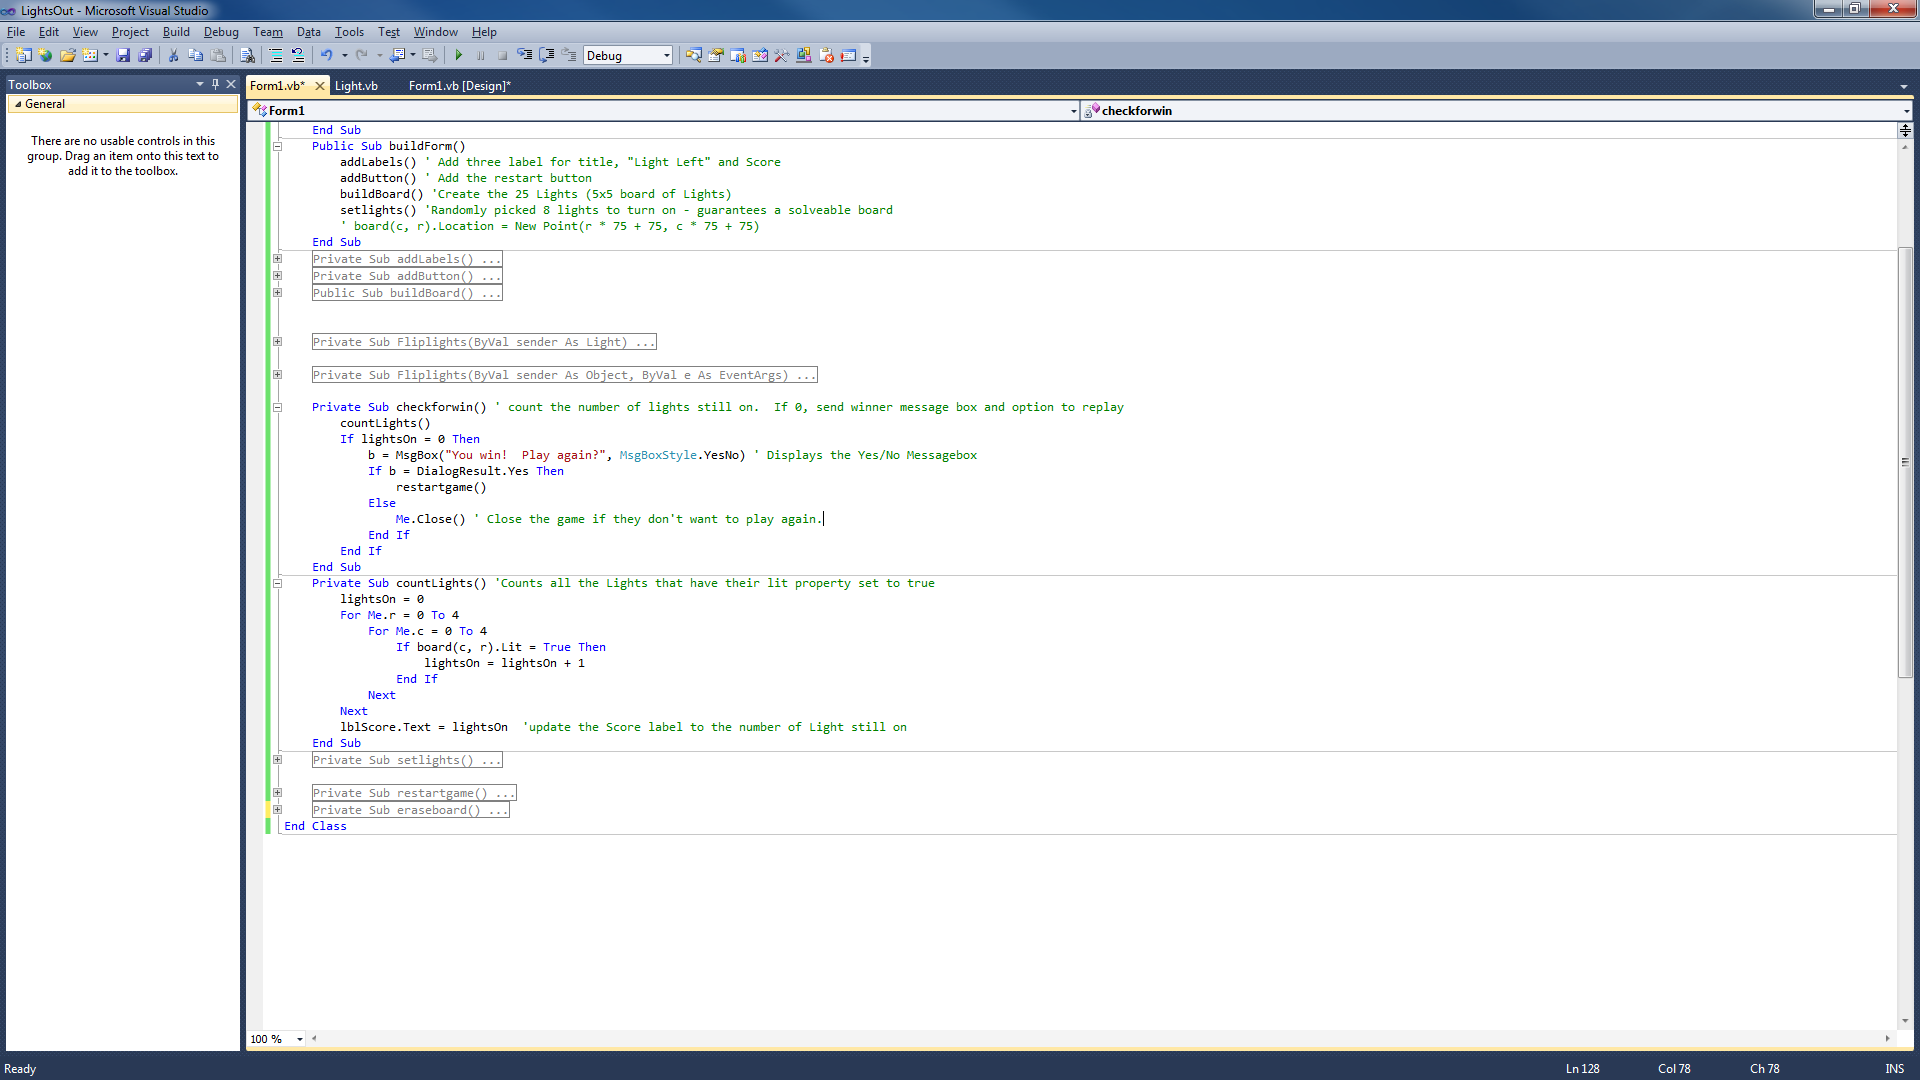 LightsOut - Microsoft Visual Studio
File Edit View Project Build Debug Team Data Tools Test Window Help
Debug
Toolbox
General
There are no usable controls in this
group. Drag an item onto this text to
add it to the toolbox.
Form1.vb* Light.vb Form1.vb [Design]*
Form1 checkforwin
End Sub
Public Sub buildForm()
addLabels() ' Add three label for title, "Light Left" and Score
addButton() ' Add the restart button
buildBoard() 'Create the 25 Lights (5x5 board of Lights)
setlights() 'Randomly picked 8 lights to turn on - guarantees a solveable board
' board(c, r).Location = New Point(r * 75 + 75, c * 75 + 75)
End Sub
Private Sub addLabels() ...
Private Sub addButton() ...
Public Sub buildBoard() ...
Private Sub Fliplights(ByVal sender As Light) ...
Private Sub Fliplights(ByVal sender As Object, ByVal e As EventArgs) ...
Private Sub checkforwin() ' count the number of lights still on.  If 0, send winner message box and option to replay
countLights()
If lightsOn = 0 Then
b = MsgBox("You win!  Play again?", MsgBoxStyle.YesNo) ' Displays the Yes/No Messagebox
If b = DialogResult.Yes Then
restartgame()
Else
Me.Close() ' Close the game if they don't want to play again.
End If
End If
End Sub
Private Sub countLights() 'Counts all the Lights that have their lit property set to true
lightsOn = 0
For Me.r = 0 To 4
For Me.c = 0 To 4
If board(c, r).Lit = True Then
lightsOn = lightsOn + 1
End If
Next
Next
lblScore.Text = lightsOn  'update the Score label to the number of Light still on
End Sub
Private Sub setlights() ...
Private Sub restartgame() ...
Private Sub eraseboard() ...
End Class
100 %
Ready Ln 128 Col 78 Ch 78 INS